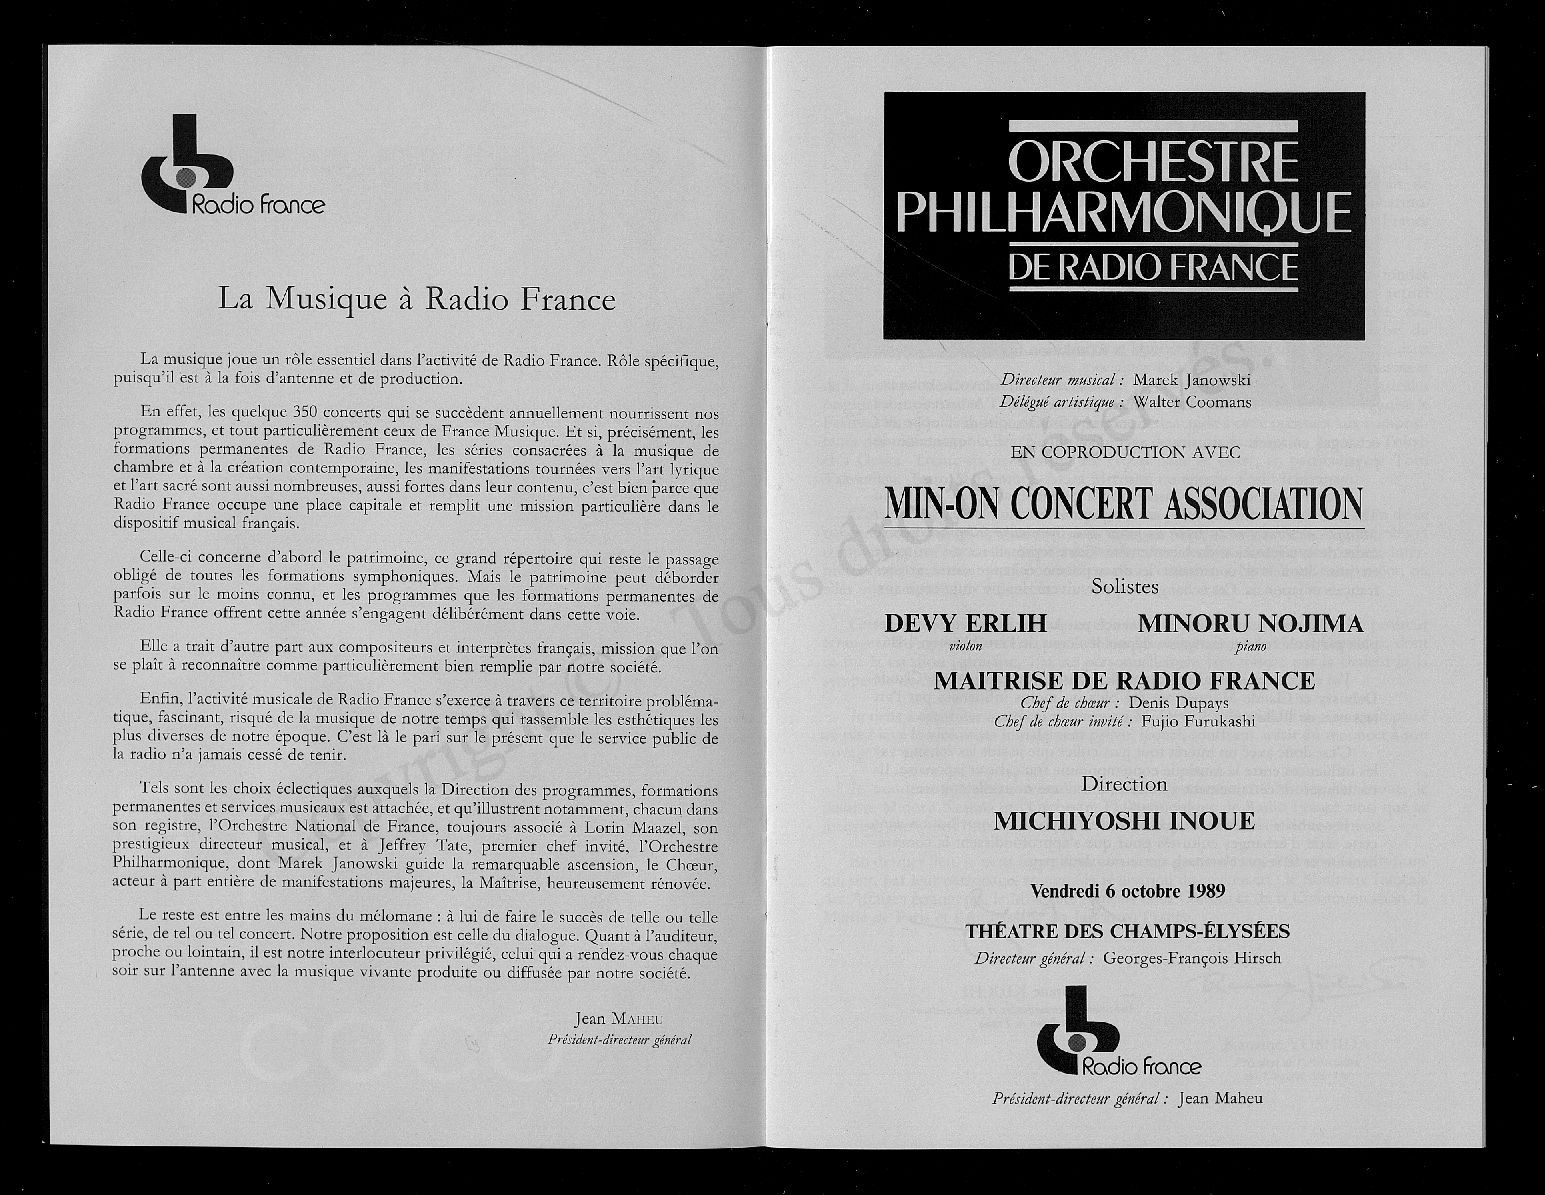 Radio France
La Musique à Radio France
La musique joue un rôle essentiel dans l'activité de Radio France. Rôle spécifique,
puisqu'il est à la fois d'antenne et de production.
En effet, les quelque 350 concerts qui se succèdent annuellement nourrissent nos
programmes, et tout particulièrement ceux de France Musique. Et si, précisément, les
formations permanentes de Radio France, les séries consacrées à la musique de
chambre et à la création contemporaine, les manifestations tournées vers l'art lyrique
et l'art sacré sont aussi nombreuses, aussi fortes dans leur contenu, c'est bien parce que
Radio France occupe une place capitale et remplit une mission particulière dans le
dispositif musical français.
Celle-ci concerne d'abord le patrimoine, ce grand répertoire qui reste le passage
obligé de toutes les formations symphoniques. Mais le patrimoine peut déborder
parfois sur le moins connu, et les programmes que les formations permanentes de
Radio France offrent cette année s'engagent délibérément dans cette voie.
Elle a trait d'autre part aux compositeurs et interprètes français, mission que l'on
se plait à reconnaître comme particulièrement bien remplie par notre société.
Enfin, l'activité musicale de Radio France s'exerce à travers ce territoire probléma-
tique, fascinant, risqué de la musique de notre temps qui rassemble les esthétiques les
plus diverses de notre époque. C'est là le pari sur le présent que le service public de
la radio n'a jamais cessé de tenir.
Tels sont les choix éclectiques auxquels la Direction des programmes, formations
permanentes et services musicaux est attachée, et qu'illustrent notamment, chacun dans
son registre, l'Orchestre National de France, toujours associé à Lorin Maazel, son
prestigieux directeur musical, et à Jeffrey Tate, premier chef invité, l'Orchestre
Philharmonique, dont Marek Janowski guide la remarquable ascension, le Chœur,
acteur à part entière de manifestations majeures, la Maîtrise, heureusement rénovée.
Le reste est entre les mains du mélomane : à lui de faire le succès de telle ou telle
série, de tel ou tel concert. Notre proposition est celle du dialogue. Quant à l'auditeur,
proche ou lointain, il est notre interlocuteur privilégié, celui qui a rendez-vous chaque
soir sur l'antenne avec la musique vivante produite ou diffusée par notre société.
Jean MAHEU
Président-directeur général
ORCHESTRE
PHILHARMONIQUE
DE RADIO FRANCE
Directeur musical : Marek Janowski
Délégué artistique : Walter Coomans
EN COPRODUCTION AVEC
MIN-ON CONCERT ASSOCIATION
Solistes
DEVY ERLIH MINORU NOJIMA
violon piano
MAITRISE DE RADIO FRANCE
Chef de chœur : Denis Dupays
Chef de chœur invité : Fujio Furukashi
Direction
MICHIYOSHI INOUE
Vendredi 6 octobre 1989
THÉATRE DES CHAMPS-ÉLYSÉES
Directeur général : Georges-François Hirsch
Radio France
Président-directeur général : Jean Maheu
Copyright © Tous droits réservés.